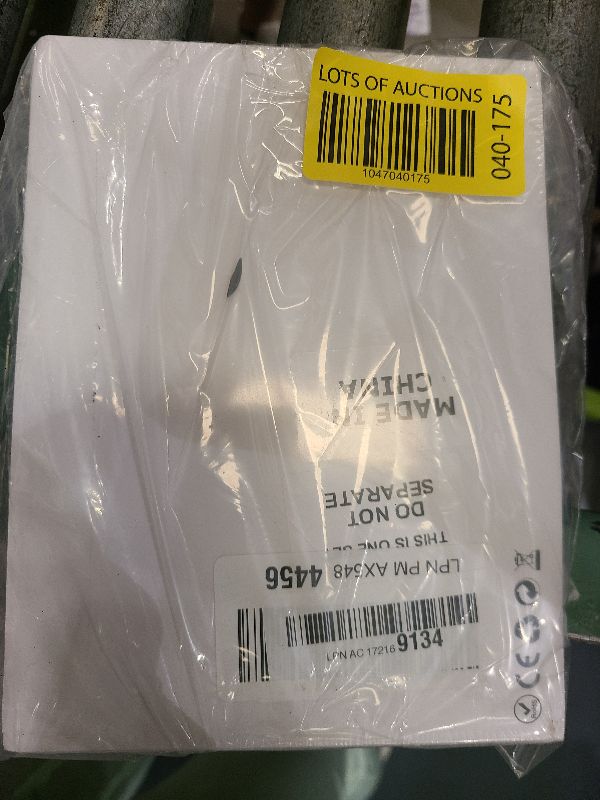 LOTS OF AUCTIONS
1047040175
040-175
MADE IN
CHINA
DO NOT
SEPARATE
THIS IS ONE
LPN PM AX548 4456
LPN AC 17216 9134
CE